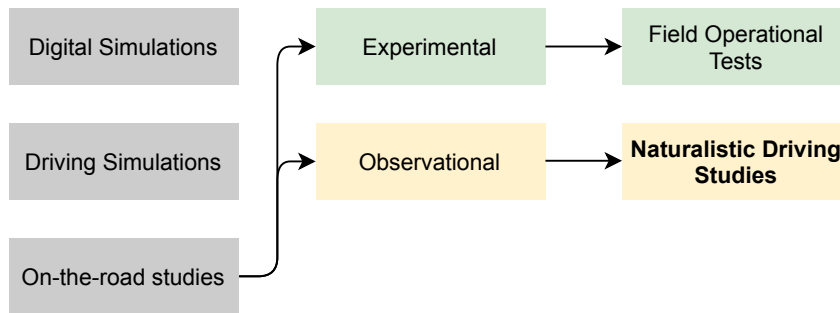 Digital Simulations
Experimental
Field Operational
Tests
Driving Simulations
Observational
Naturalistic Driving
Studies
On-the-road studies